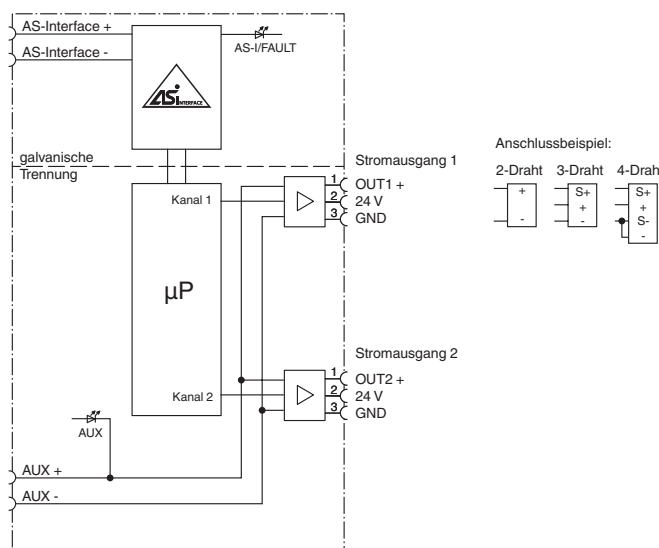 AS-Interface +
AS-Interface -
AS-I/FAULT
ASi INTERFACE
galvanische
Trennung
Stromausgang 1
Kanal 1
1 OUT1 +
2 24 V
3 GND
µP
Stromausgang 2
Kanal 2
1 OUT2 +
2 24 V
3 GND
AUX
AUX +
AUX -
Anschlussbeispiel:
2-Draht 3-Draht 4-Draht
+ S+ S+
+ +
S-
- - -